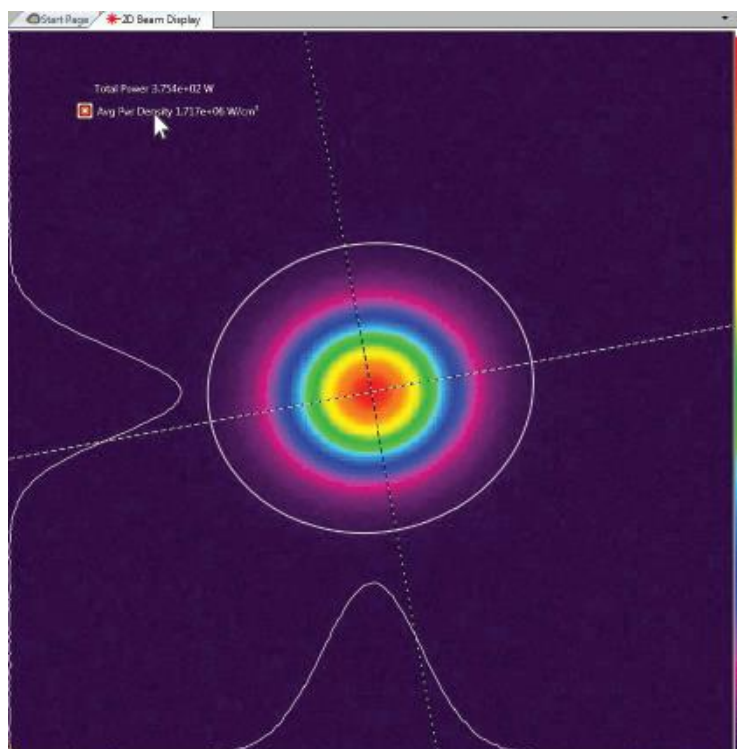 Start Page
2D Beam Display
Total Power 3.754e+02 W
Avg Pwr Density 1.717e+06 W/cm²